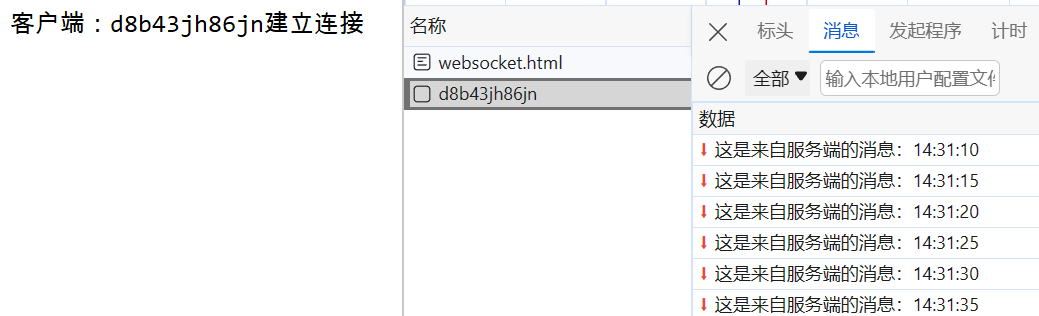 客户端：d8b43jh86jn建立连接
名称
websocket.html
d8b43jh86jn
标头 消息 发起程序 计时
全部 输入本地用户配置文件
数据
这是来自服务端的消息：14:31:10
这是来自服务端的消息：14:31:15
这是来自服务端的消息：14:31:20
这是来自服务端的消息：14:31:25
这是来自服务端的消息：14:31:30
这是来自服务端的消息：14:31:35